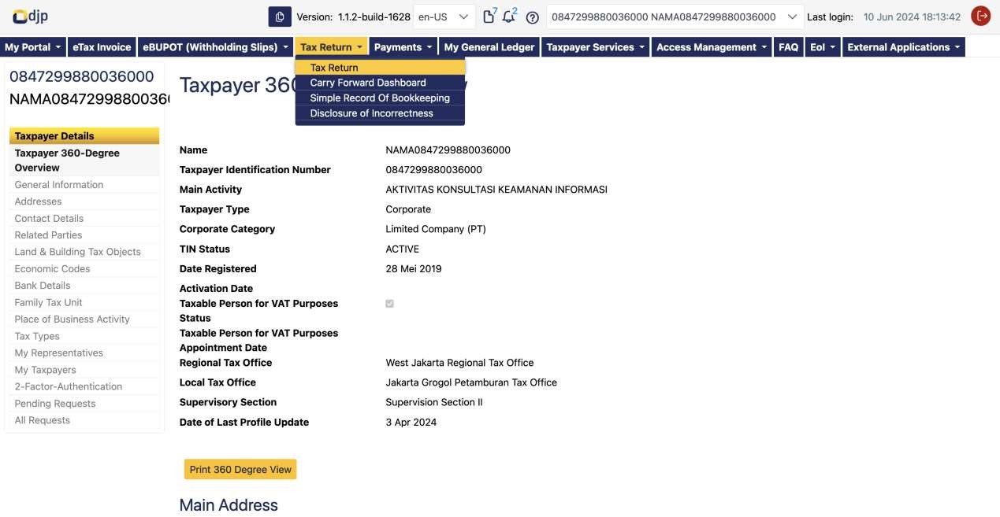 djp
Version: 1.1.2-build-1628
en-US
7
2
0847299880036000 NAMA0847299880036000
Last login: 10 Jun 2024 18:13:42
My Portal
eTax Invoice
eBUPOT (Withholding Slips)
Tax Return
Payments
My General Ledger
Taxpayer Services
Access Management
FAQ
EoI
External Applications
Tax Return
Carry Forward Dashboard
Simple Record Of Bookkeeping
Disclosure of Incorrectness
0847299880036000
NAMA08472998800360
Taxpayer Details
Taxpayer 360-Degree
Overview
General Information
Addresses
Contact Details
Related Parties
Land & Building Tax Objects
Economic Codes
Bank Details
Family Tax Unit
Place of Business Activity
Tax Types
My Representatives
My Taxpayers
2-Factor-Authentication
Pending Requests
All Requests
Taxpayer 360
Name NAMA0847299880036000
Taxpayer Identification Number 0847299880036000
Main Activity AKTIVITAS KONSULTASI KEAMANAN INFORMASI
Taxpayer Type Corporate
Corporate Category Limited Company (PT)
TIN Status ACTIVE
Date Registered 28 Mei 2019
Activation Date
Taxable Person for VAT Purposes
Status
Taxable Person for VAT Purposes
Appointment Date
Regional Tax Office West Jakarta Regional Tax Office
Local Tax Office Jakarta Grogol Petamburan Tax Office
Supervisory Section Supervision Section II
Date of Last Profile Update 3 Apr 2024
Print 360 Degree View
Main Address